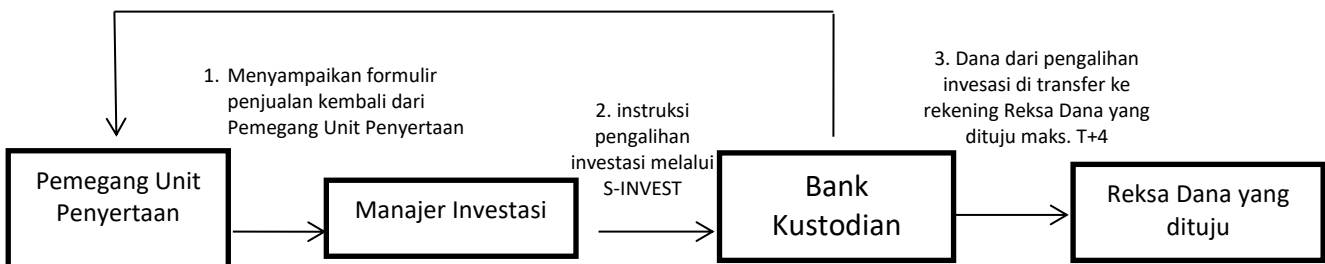 1. Menyampaikan formulir
penjualan kembali dari
Pemegang Unit Penyertaan
2. instruksi
pengalihan
investasi melalui
S-INVEST
3. Dana dari pengalihan
invesasi di transfer ke
rekening Reksa Dana yang
dituju maks. T+4
Pemegang Unit
Penyertaan
Manajer Investasi
Bank
Kustodian
Reksa Dana yang
dituju